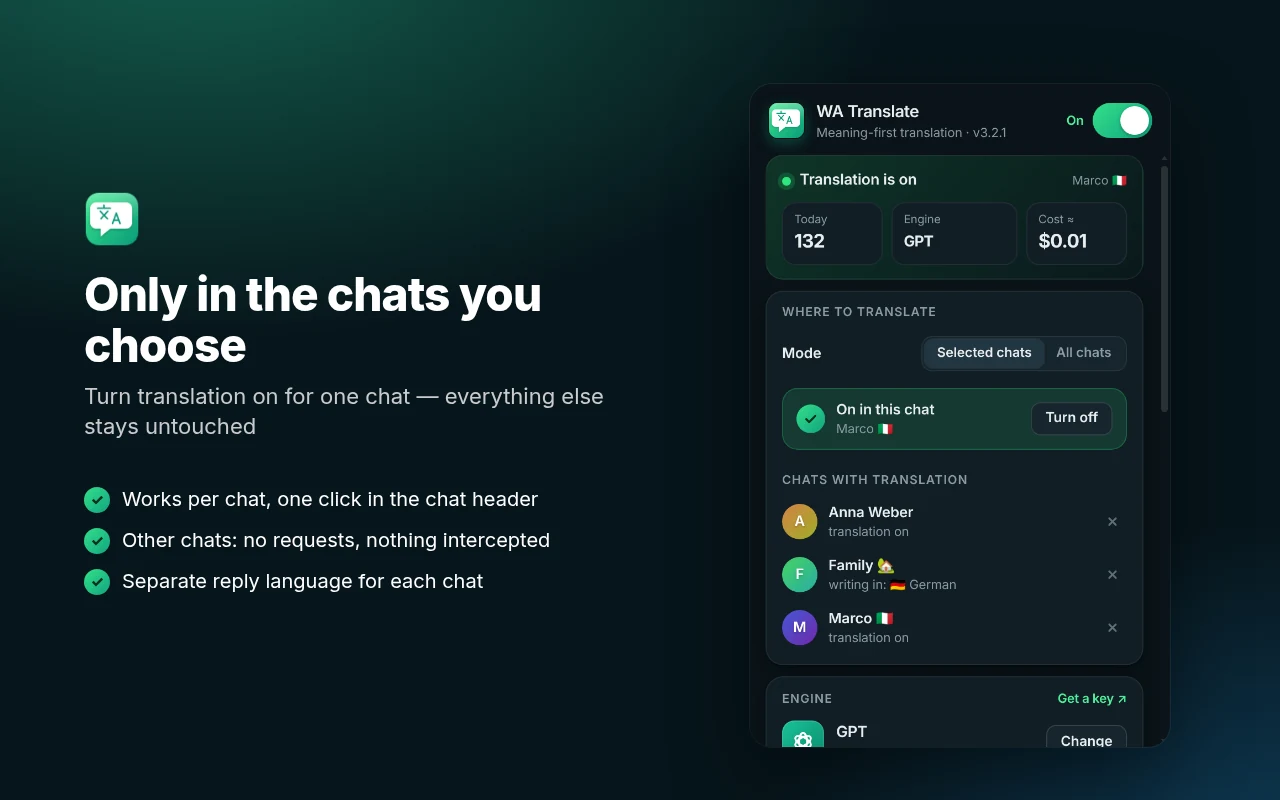 Only in the chats you
choose
Turn translation on for one chat — everything else
stays untouched
Works per chat, one click in the chat header
Other chats: no requests, nothing intercepted
Separate reply language for each chat
WA Translate
Meaning-first translation · v3.2.1
On
Translation is on
Marco 🇮🇹
Today
132
Engine
GPT
Cost ≈
$0.01
WHERE TO TRANSLATE
Mode
Selected chats
All chats
On in this chat
Marco 🇮🇹
Turn off
CHATS WITH TRANSLATION
A
Anna Weber
translation on
F
Family 🏡
writing in: 🇩🇪 German
M
Marco 🇮🇹
translation on
ENGINE
Get a key ↗
GPT
Change